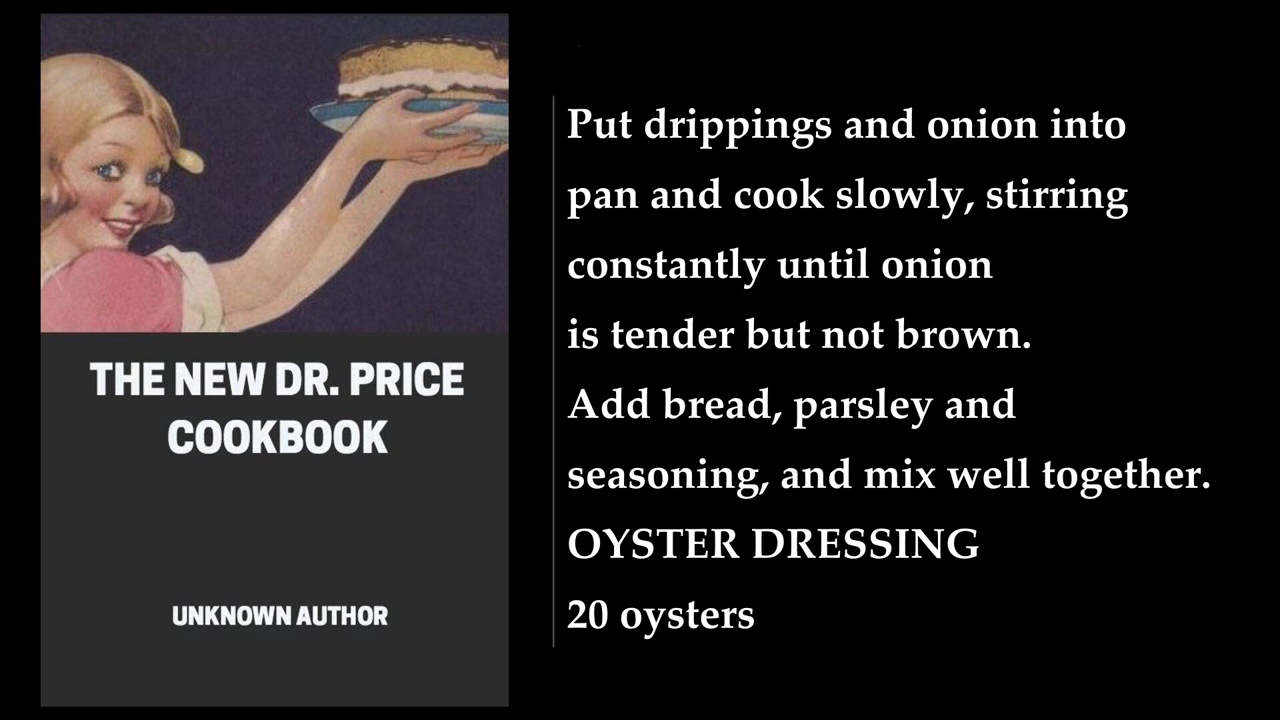 THE NEW DR. PRICE
COOKBOOK
UNKNOWN AUTHOR
Put drippings and onion into
pan and cook slowly, stirring
constantly until onion
is tender but not brown.
Add bread, parsley and
seasoning, and mix well together.
OYSTER DRESSING
20 oysters